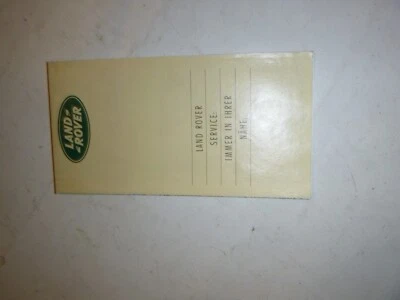 LAND
ROVER
LAND ROVER
SERVICE:
IMMER IN IHRER
NÄHE.